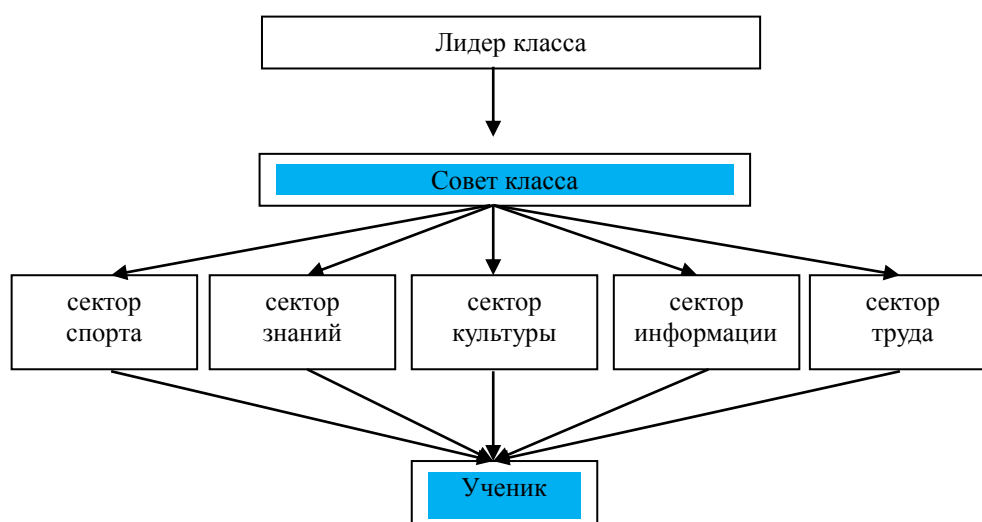 Лидер класса
Совет класса
сектор
спорта
сектор
знаний
сектор
культуры
сектор
информации
сектор
труда
Ученик